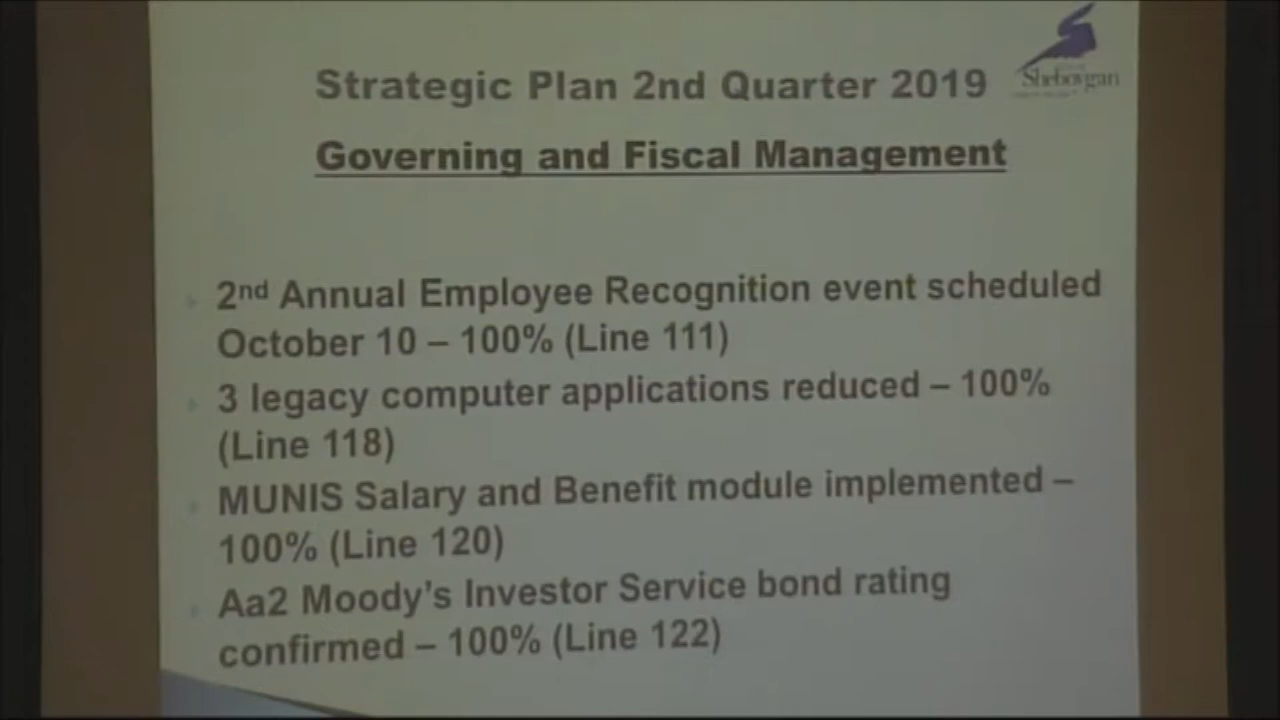 Sheboygan
Strategic Plan 2nd Quarter 2019
Governing and Fiscal Management
2nd Annual Employee Recognition event scheduled
October 10 – 100% (Line 111)
3 legacy computer applications reduced – 100%
(Line 118)
MUNIS Salary and Benefit module implemented –
100% (Line 120)
Aa2 Moody's Investor Service bond rating
confirmed – 100% (Line 122)